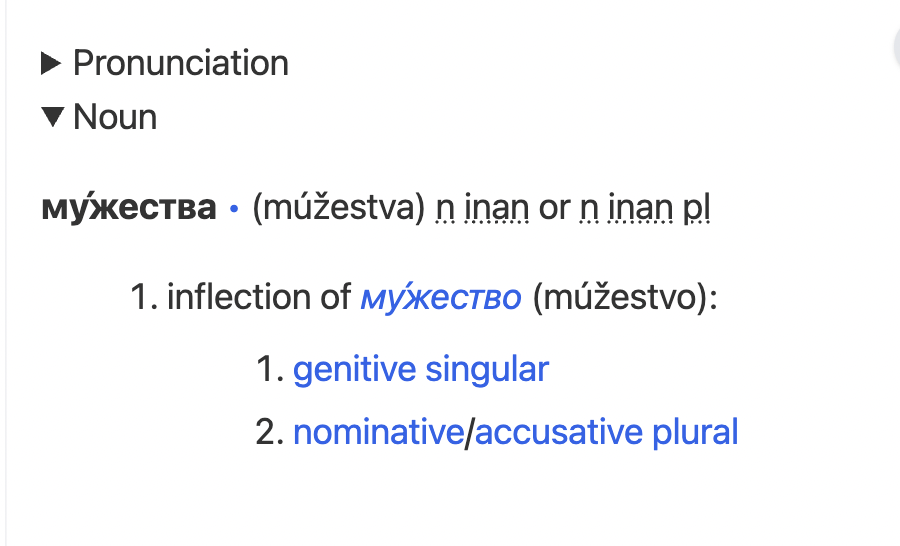 Pronunciation
Noun
му́жества • (múžestva) n inan or n inan pl
1. inflection of му́жество (múžestvo):
1. genitive singular
2. nominative/accusative plural